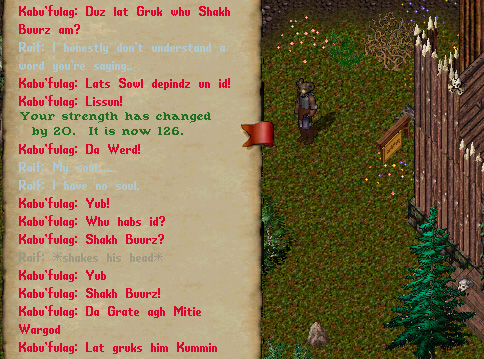 Kabu'fulag: Duz lat Gruk whu Shakh
Buurz am?
Raif: I honestly don't understand a
word you're saying..
Kabu'fulag: Lats Sowl depindz un id!
Kabu'fulag: Lissun!
Your strength has changed
by 20.  It is now 126.
Kabu'fulag: Da Werd!
Raif: My soul....
Raif: I have no soul.
Kabu'fulag: Yub!
Kabu'fulag: Whu habs id?
Kabu'fulag: Shakh Buurz?
Raif: *shakes his head*
Kabu'fulag: Yub
Kabu'fulag: Shakh Buurz!
Kabu'fulag: Da Grate agh Mitie
Wargod
Kabu'fulag: Lat gruks him Kummin